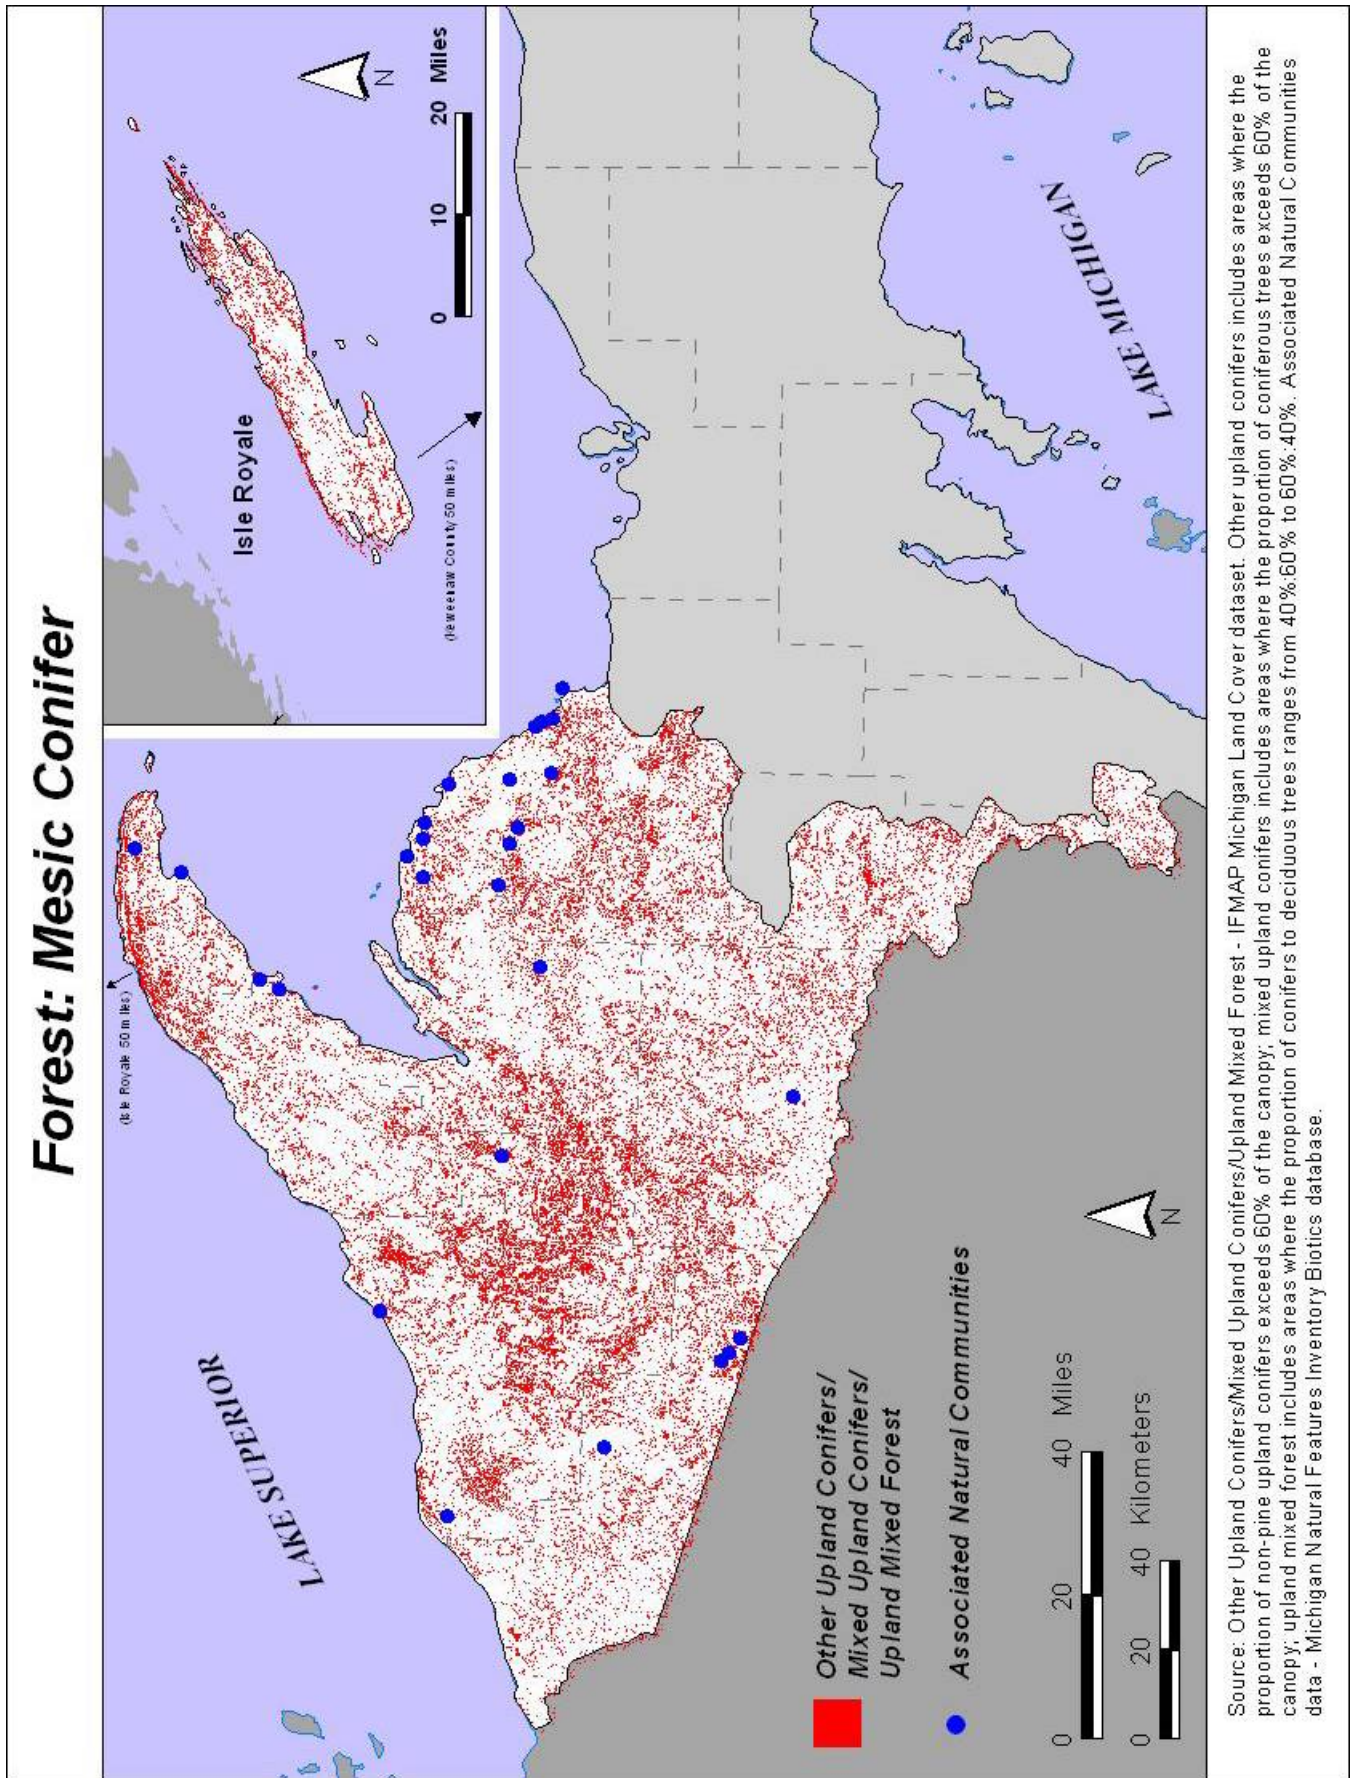 Forest: Mesic Conifer
(Isle Royale 50 miles)
Isle Royale
(Keweenaw County 50 miles)
0 10 20 Miles
N
LAKE SUPERIOR
LAKE MICHIGAN
Other Upland Conifers/
Mixed Upland Conifers/
Upland Mixed Forest
Associated Natural Communities
0 20 40 Miles
0 20 40 Kilometers
N
Source: Other Upland Conifers/Mixed Upland Conifers/Upland Mixed Forest - IFMAP Michigan Land Cover dataset. Other upland conifers includes areas where the
proportion of non-pine upland conifers exceeds 60% of the canopy; mixed upland conifers includes areas where the proportion of coniferous trees exceeds 60% of the
canopy; upland mixed forest includes areas where the proportion of conifers to deciduous trees ranges from 40%:60% to 60%:40%. Associated Natural Communities
data - Michigan Natural Features Inventory Biotics database.